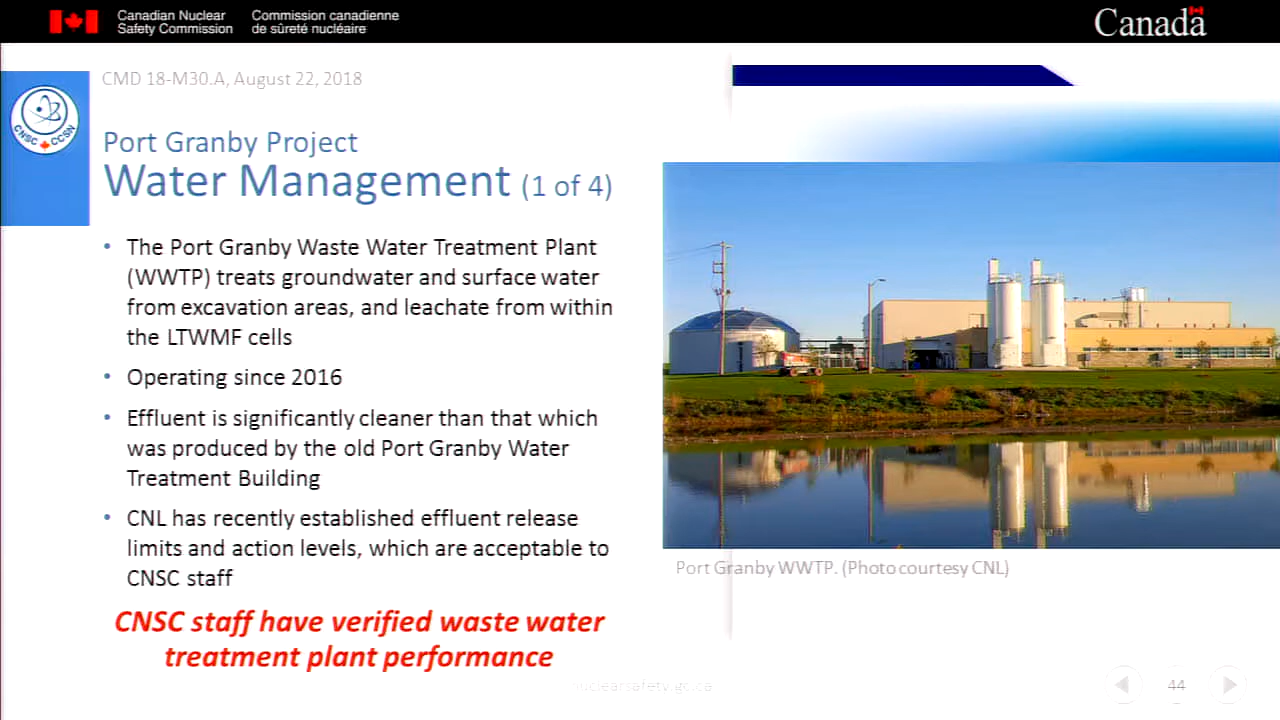 Canadian Nuclear Safety Commission
Commission canadienne de sûreté nucléaire
Canada
CMD 18-M30.A, August 22, 2018
CNSC CCSN
Port Granby Project
Water Management (1 of 4)
• The Port Granby Waste Water Treatment Plant
(WWTP) treats groundwater and surface water
from excavation areas, and leachate from within
the LTWMF cells
• Operating since 2016
• Effluent is significantly cleaner than that which
was produced by the old Port Granby Water
Treatment Building
• CNL has recently established effluent release
limits and action levels, which are acceptable to
CNSC staff
CNSC staff have verified waste water
treatment plant performance
Port Granby WWTP. (Photo courtesy CNL)
nuclearsafety.gc.ca
44